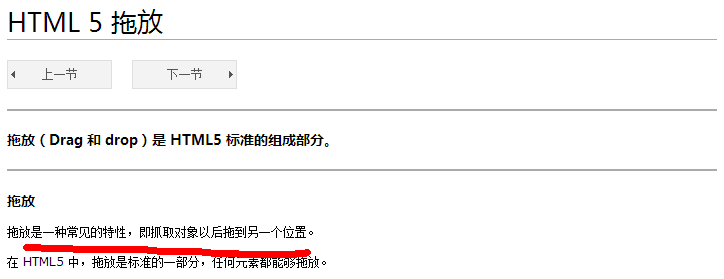 HTML 5 拖放
上一节
下一节
拖放（Drag 和 drop）是 HTML5 标准的组成部分。
拖放
拖放是一种常见的特性，即抓取对象以后拖到另一个位置。
在 HTML5 中，拖放是标准的一部分，任何元素都能够拖放。